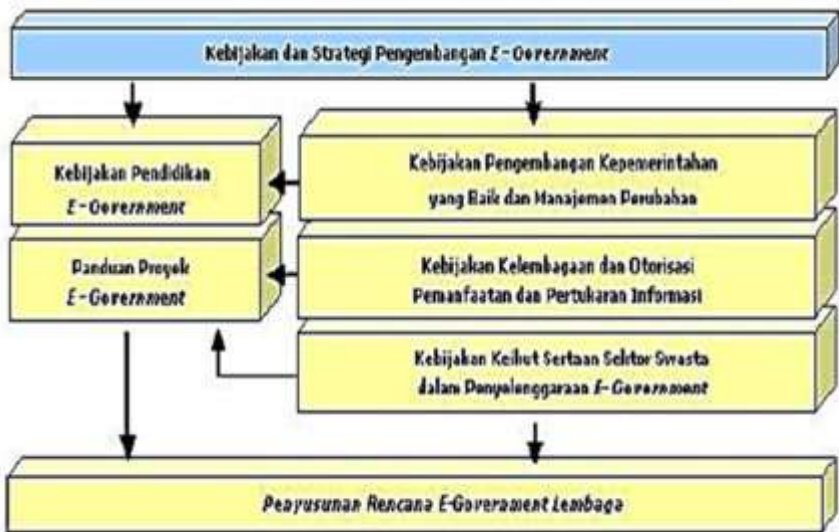 Kebijakan dan Strategi Pengembangan E-Government
Kebijakan Pendidikan
E-Government
Kebijakan Pengembangan Kepemerintahan
yang Baik dan Manajemen Perubahan
Panduan Proyek
E-Government
Kebijakan Kelembagaan dan Otorisasi
Pemanfaatan dan Pertukaran Informasi
Kebijakan Keikut Sertaan Sektor Swasta
dalam Penyelenggaraan E-Government
Penyusunan Rencana E-Government Lembaga